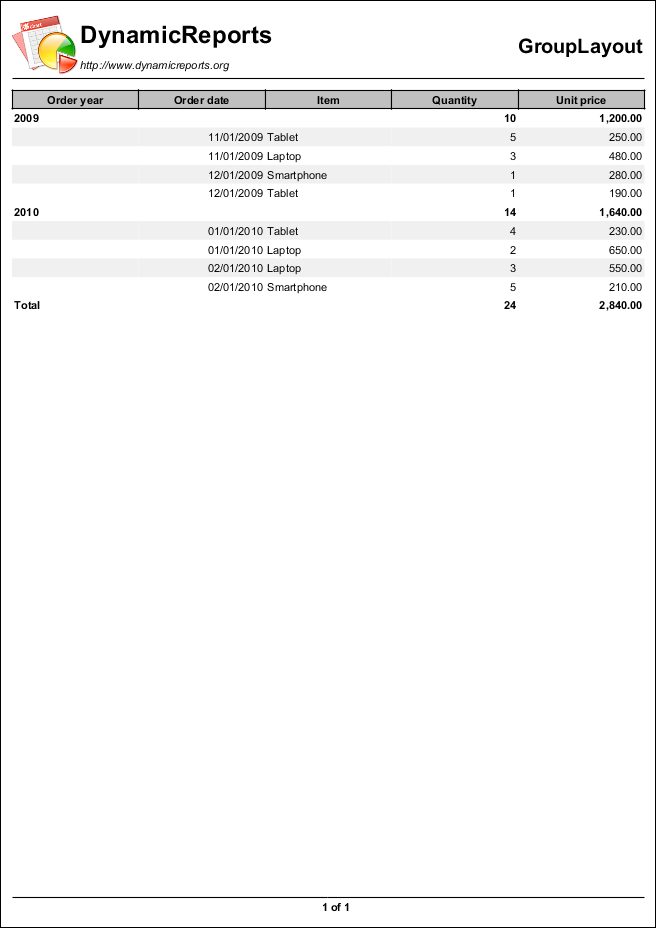 DynamicReports
http://www.dynamicreports.org
GroupLayout
Order year Order date Item Quantity Unit price
2009 10 1,200.00
11/01/2009 Tablet 5 250.00
11/01/2009 Laptop 3 480.00
12/01/2009 Smartphone 1 280.00
12/01/2009 Tablet 1 190.00
2010 14 1,640.00
01/01/2010 Tablet 4 230.00
01/01/2010 Laptop 2 650.00
02/01/2010 Laptop 3 550.00
02/01/2010 Smartphone 5 210.00
Total 24 2,840.00
1 of 1